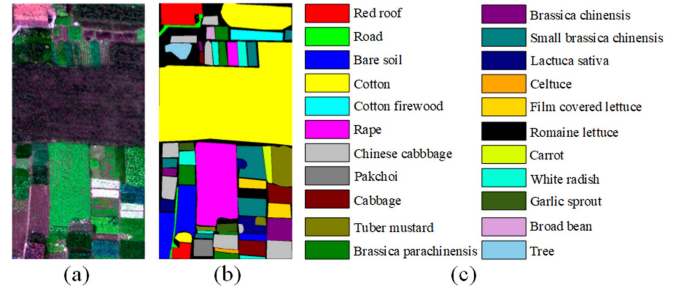 Red roof
Road
Bare soil
Cotton
Cotton firewood
Rape
Chinese cabbbage
Pakchoi
Cabbage
Tuber mustard
Brassica parachinensis
Brassica chinensis
Small brassica chinensis
Lactuca sativa
Celtuce
Film covered lettuce
Romaine lettuce
Carrot
White radish
Garlic sprout
Broad bean
Tree
(a)
(b)
(c)